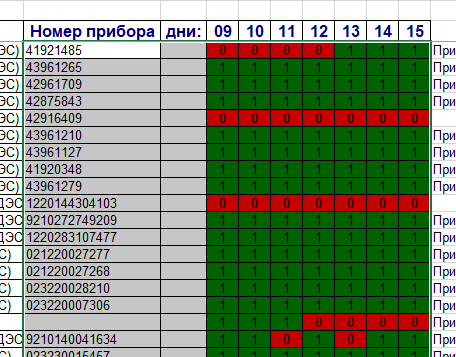 Номер прибора дни: 09 10 11 12 13 14 15
ЭС) 41921485 0 0 0 0 1 1 1 При
ЭС) 43961265 1 1 1 1 1 1 1 При
ЭС) 42961709 1 1 1 1 1 1 1 При
ЭС) 42875843 1 1 1 1 1 1 1 При
ЭС) 42916409 0 0 0 0 0 0 0
ЭС) 43961210 1 1 1 1 1 1 1 При
ЭС) 43961127 1 1 1 1 1 1 1 При
ЭС) 41920348 1 1 1 1 1 1 1 При
ЭС) 43961279 1 1 1 1 1 1 1 При
ДЭС 1220144304103 0 0 0 0 0 0 0
ДЭС 9210272749209 1 1 1 1 1 1 1 При
ДЭС 1220283107477 1 1 1 1 1 1 1 При
С) 021220027277 1 1 1 1 1 1 1 При
С) 021220027268 1 1 1 1 1 1 1 При
С) 023220028210 1 1 1 1 1 1 1 При
С) 023220007306 1 1 1 1 1 1 1 При
1 1 1 0 0 0 0 При
ДЭС 9210140041634 1 1 0 1 0 1 1 При